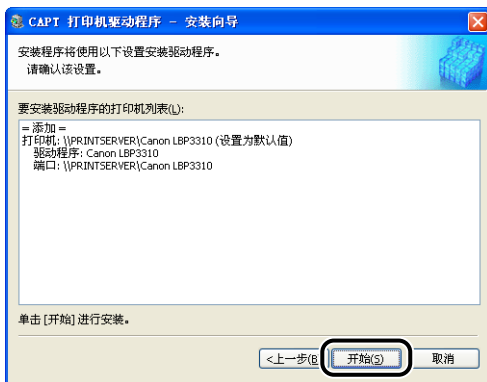 CAPT 打印机驱动程序 - 安装向导
安装程序将使用以下设置安装驱动程序。
请确认该设置。
要安装驱动程序的打印机列表(L):
= 添加 =
打印机: \\PRINTSERVER\Canon LBP3310 (设置为默认值)
驱动程序: Canon LBP3310
端口: \\PRINTSERVER\Canon LBP3310
单击 [开始] 进行安装。
<上一步(B 开始(S) 取消